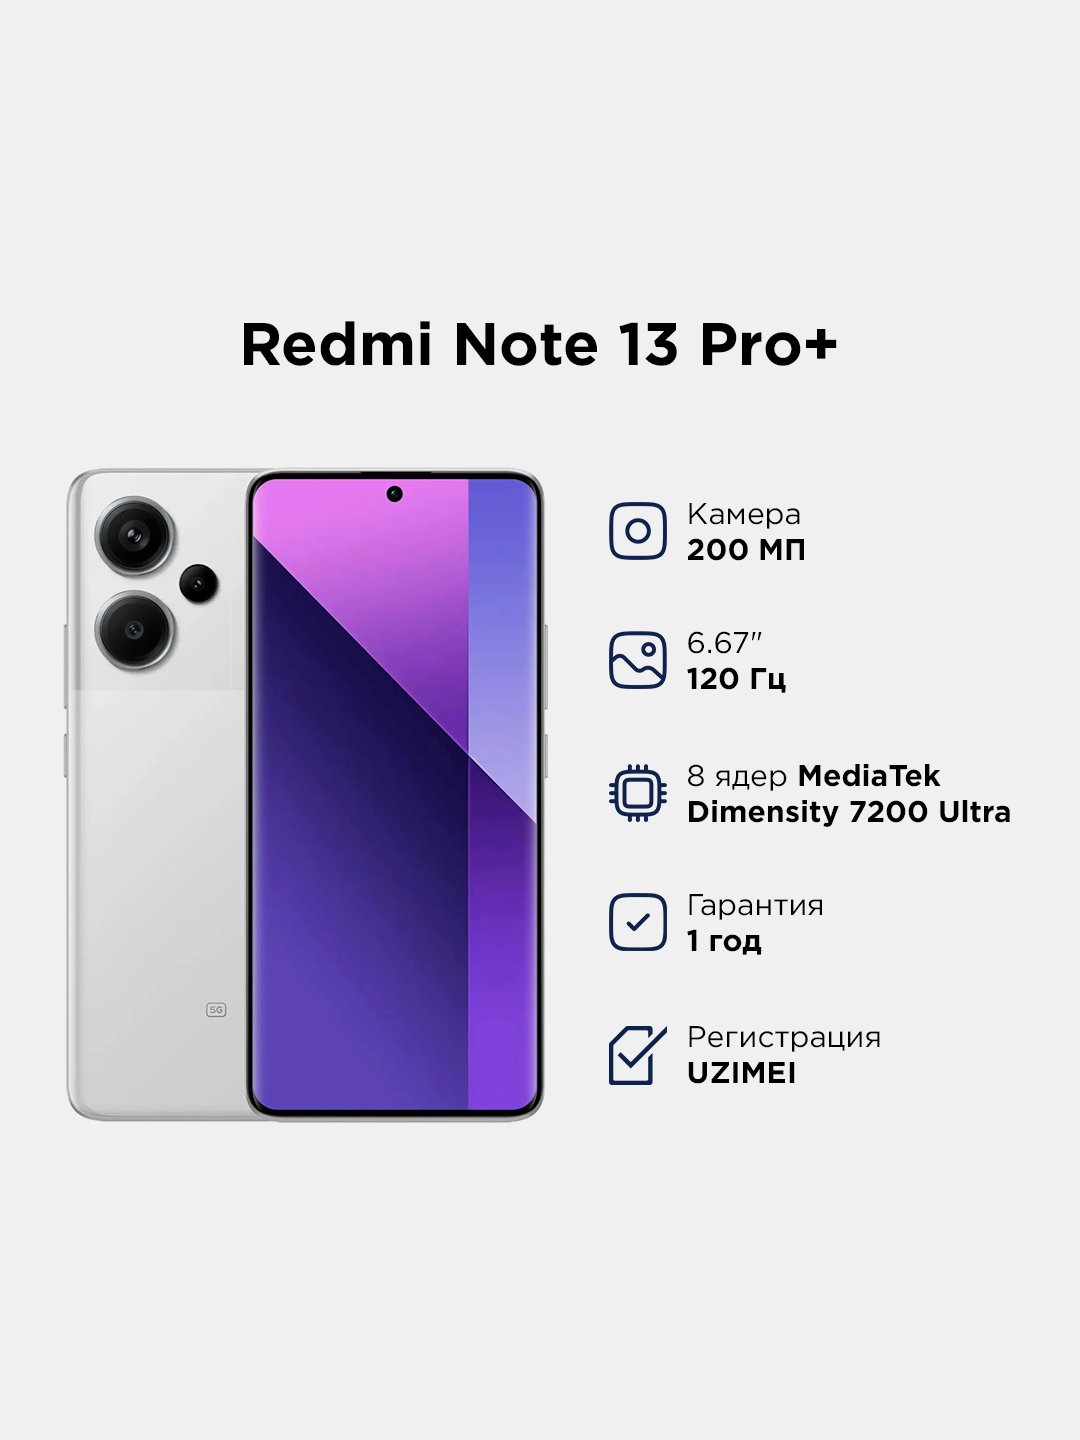 Redmi Note 13 Pro+
Камера
200 МП
6.67"
120 Гц
8 ядер MediaTek
Dimensity 7200 Ultra
Гарантия
1 год
Регистрация
UZIMEI
5G